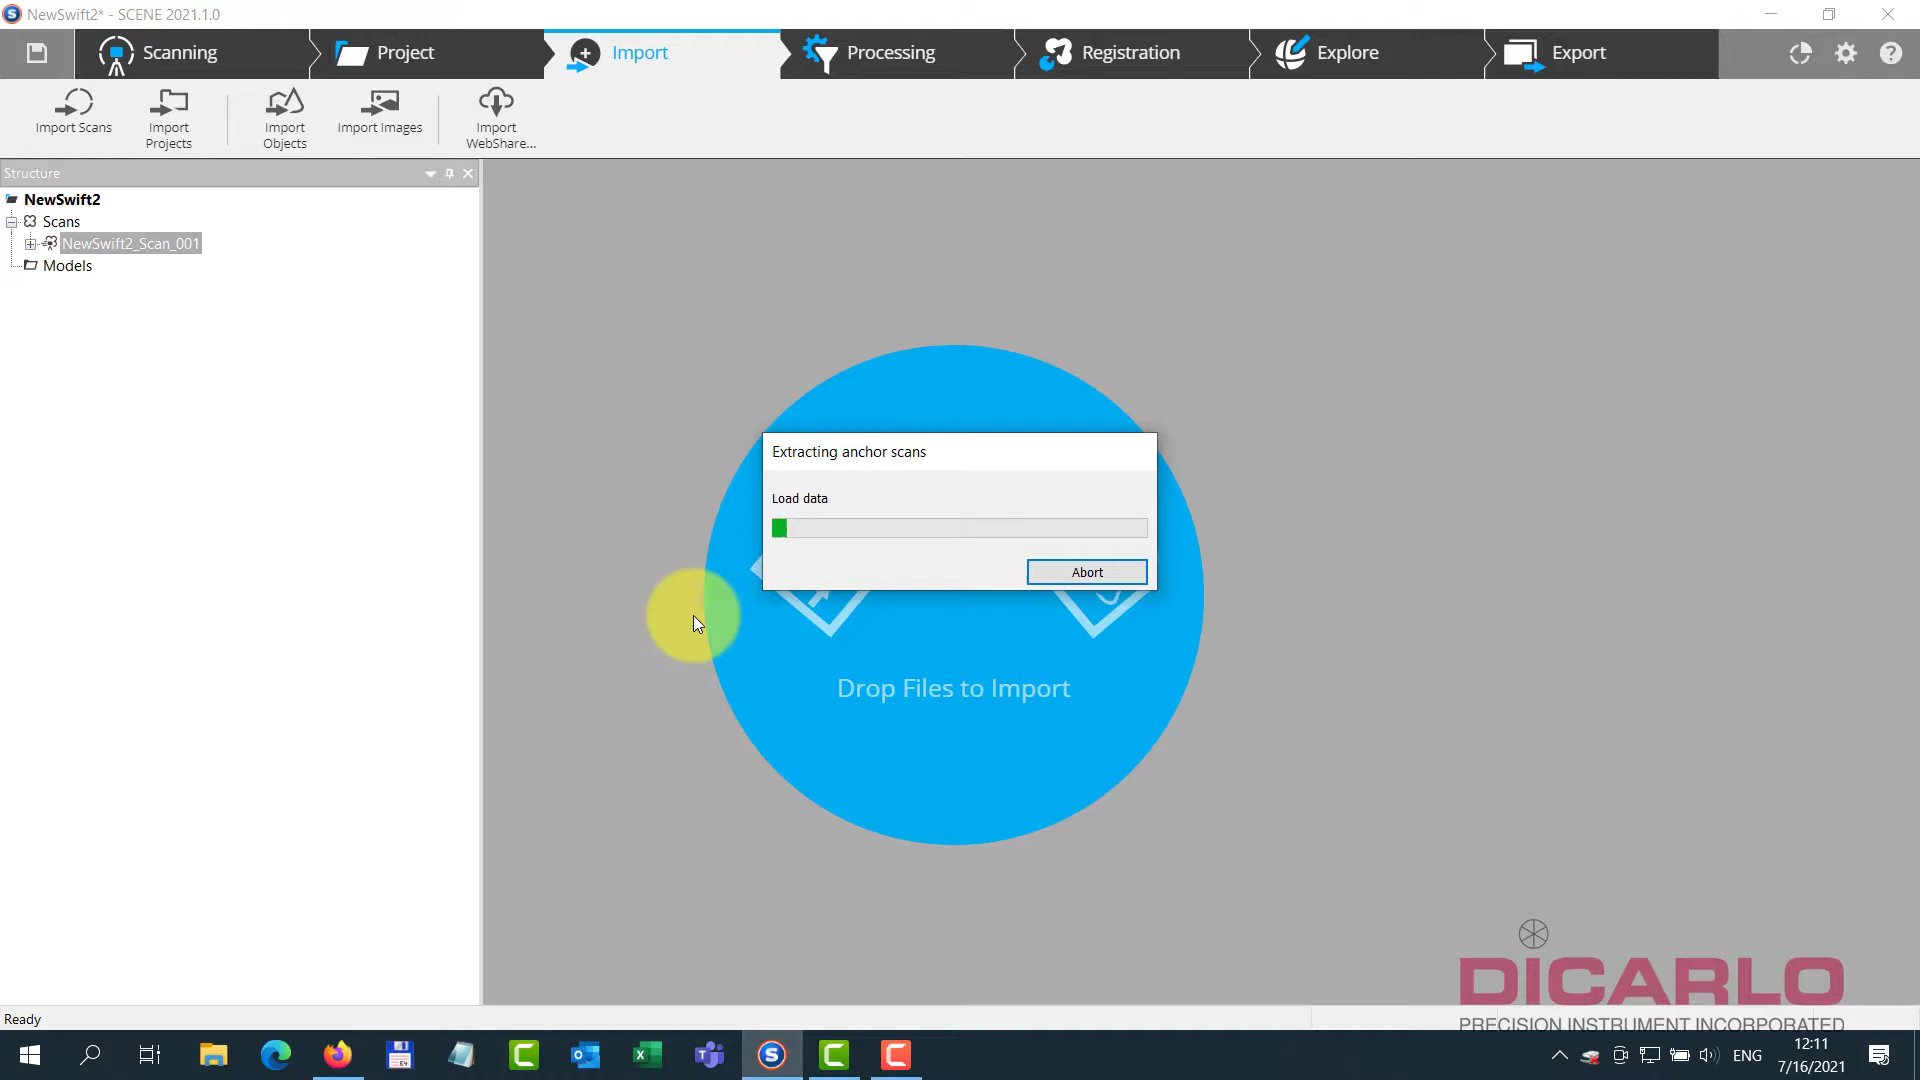 NewSwift2* - SCENE 2021.1.0
Scanning
Project
Import
Processing
Registration
Explore
Export
Import Scans
Import
Projects
Import
Objects
Import Images
Import
WebShare...
Structure
NewSwift2
Scans
NewSwift2_Scan_001
Models
Extracting anchor scans
Load data
Abort
Drop Files to Import
Ready
DICARLO
PRECISION INSTRUMENT INCORPORATED
ENG
12:11
7/16/2021